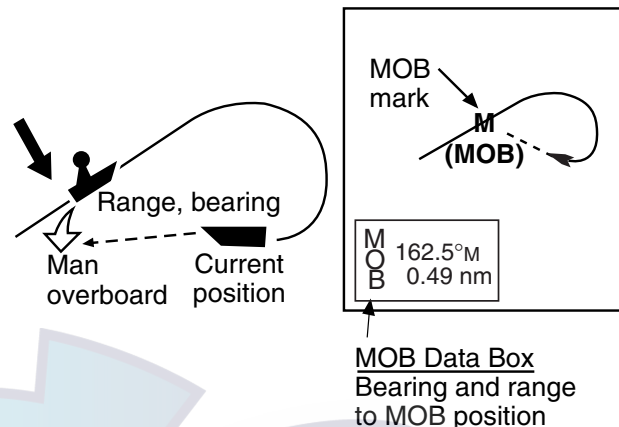 Range, bearing
Man
overboard
Current
position
MOB
mark
M
(MOB)
MOB
162.5°M
0.49 nm
MOB Data Box
Bearing and range
to MOB position